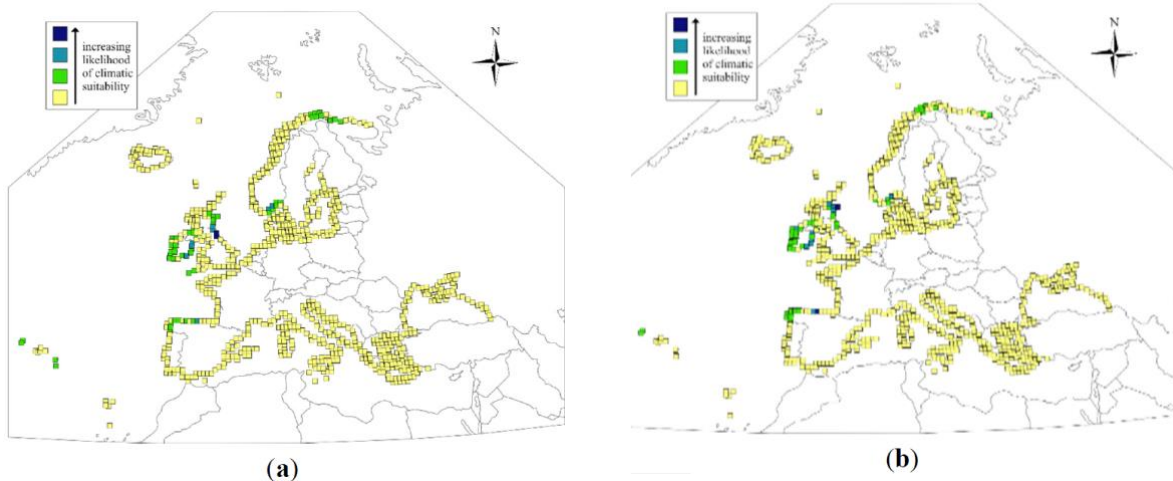 increasing
likelihood
of climatic
suitability
N
(a)
increasing
likelihood
of climatic
suitability
N
(b)